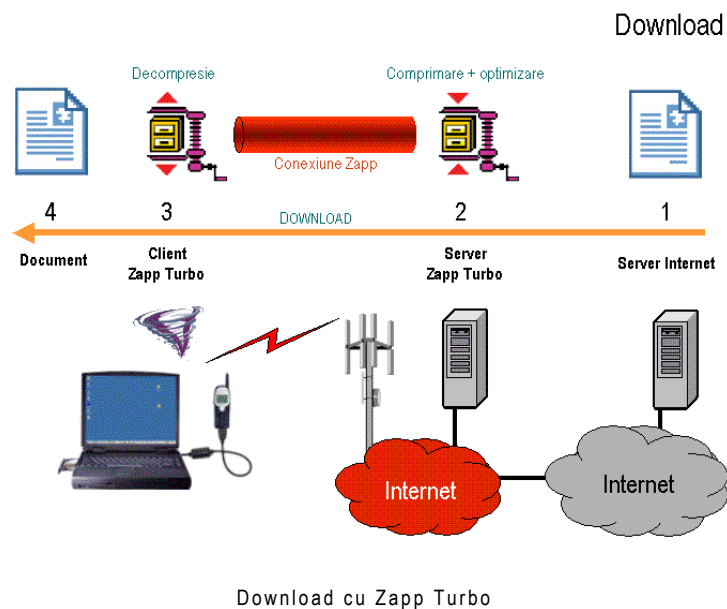 Download
Decompresie
Comprimare + optimizare
Conexiune Zapp
4
3
DOWNLOAD
2
1
Document
Client
Zapp Turbo
Server
Zapp Turbo
Server Internet
Internet
Internet
Download cu Zapp Turbo